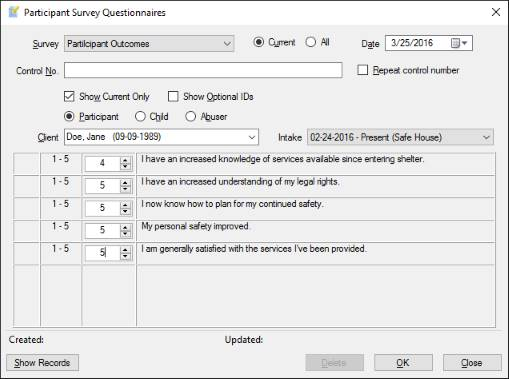 Participant Survey Questionnaires
Survey Partilcipant Outcomes Current All Date 3/25/2016
Control No. Repeat control number
Show Current Only Show Optional IDs
Participant Child Abuser
Client Doe, Jane (09-09-1989) Intake 02-24-2016 - Present (Safe House)
1 - 5 4 I have an increased knowledge of services available since entering shelter.
1 - 5 5 I have an increased understanding of my legal rights.
1 - 5 5 I now know how to plan for my continued safety.
1 - 5 5 My personal safety improved.
1 - 5 5 I am generally satisfied with the services I've been provided.
Created: Updated:
Show Records Delete OK Close